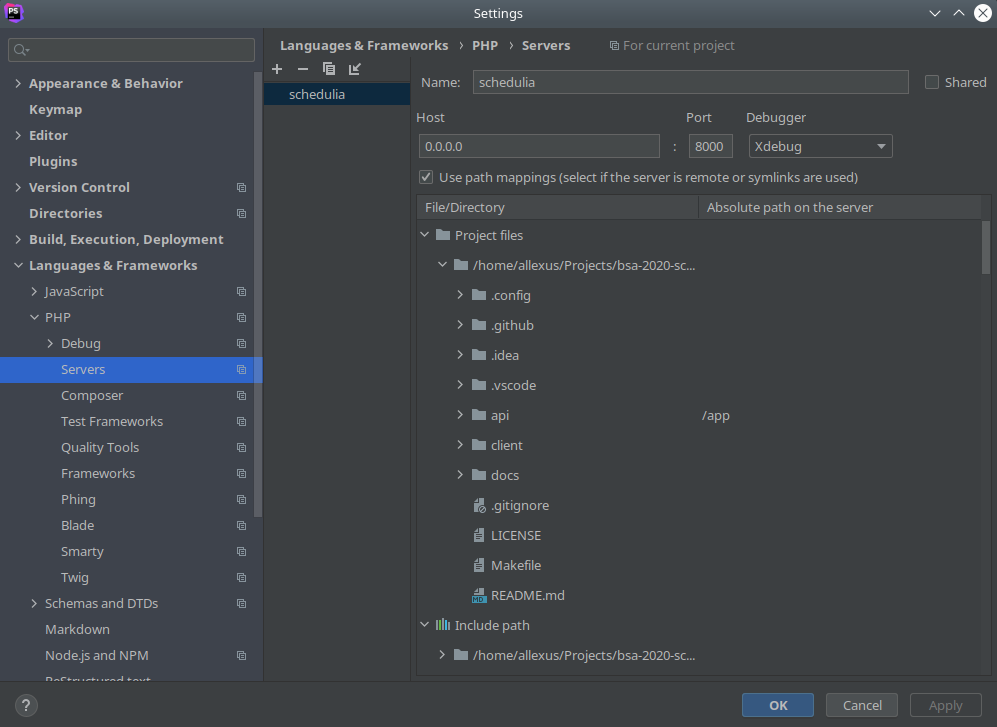 PS
Settings
Languages & Frameworks › PHP › Servers
For current project
Appearance & Behavior
Keymap
Editor
Plugins
Version Control
Directories
Build, Execution, Deployment
Languages & Frameworks
JavaScript
PHP
Debug
Servers
Composer
Test Frameworks
Quality Tools
Frameworks
Phing
Blade
Smarty
Twig
Schemas and DTDs
Markdown
Node.js and NPM
ReStructured text
schedulia
Name: schedulia
Shared
Host Port Debugger
0.0.0.0 : 8000 Xdebug
Use path mappings (select if the server is remote or symlinks are used)
File/Directory Absolute path on the server
Project files
/home/allexus/Projects/bsa-2020-sc...
.config
.github
.idea
.vscode
api /app
client
docs
.gitignore
LICENSE
Makefile
MD README.md
Include path
/home/allexus/Projects/bsa-2020-sc...
? OK Cancel Apply